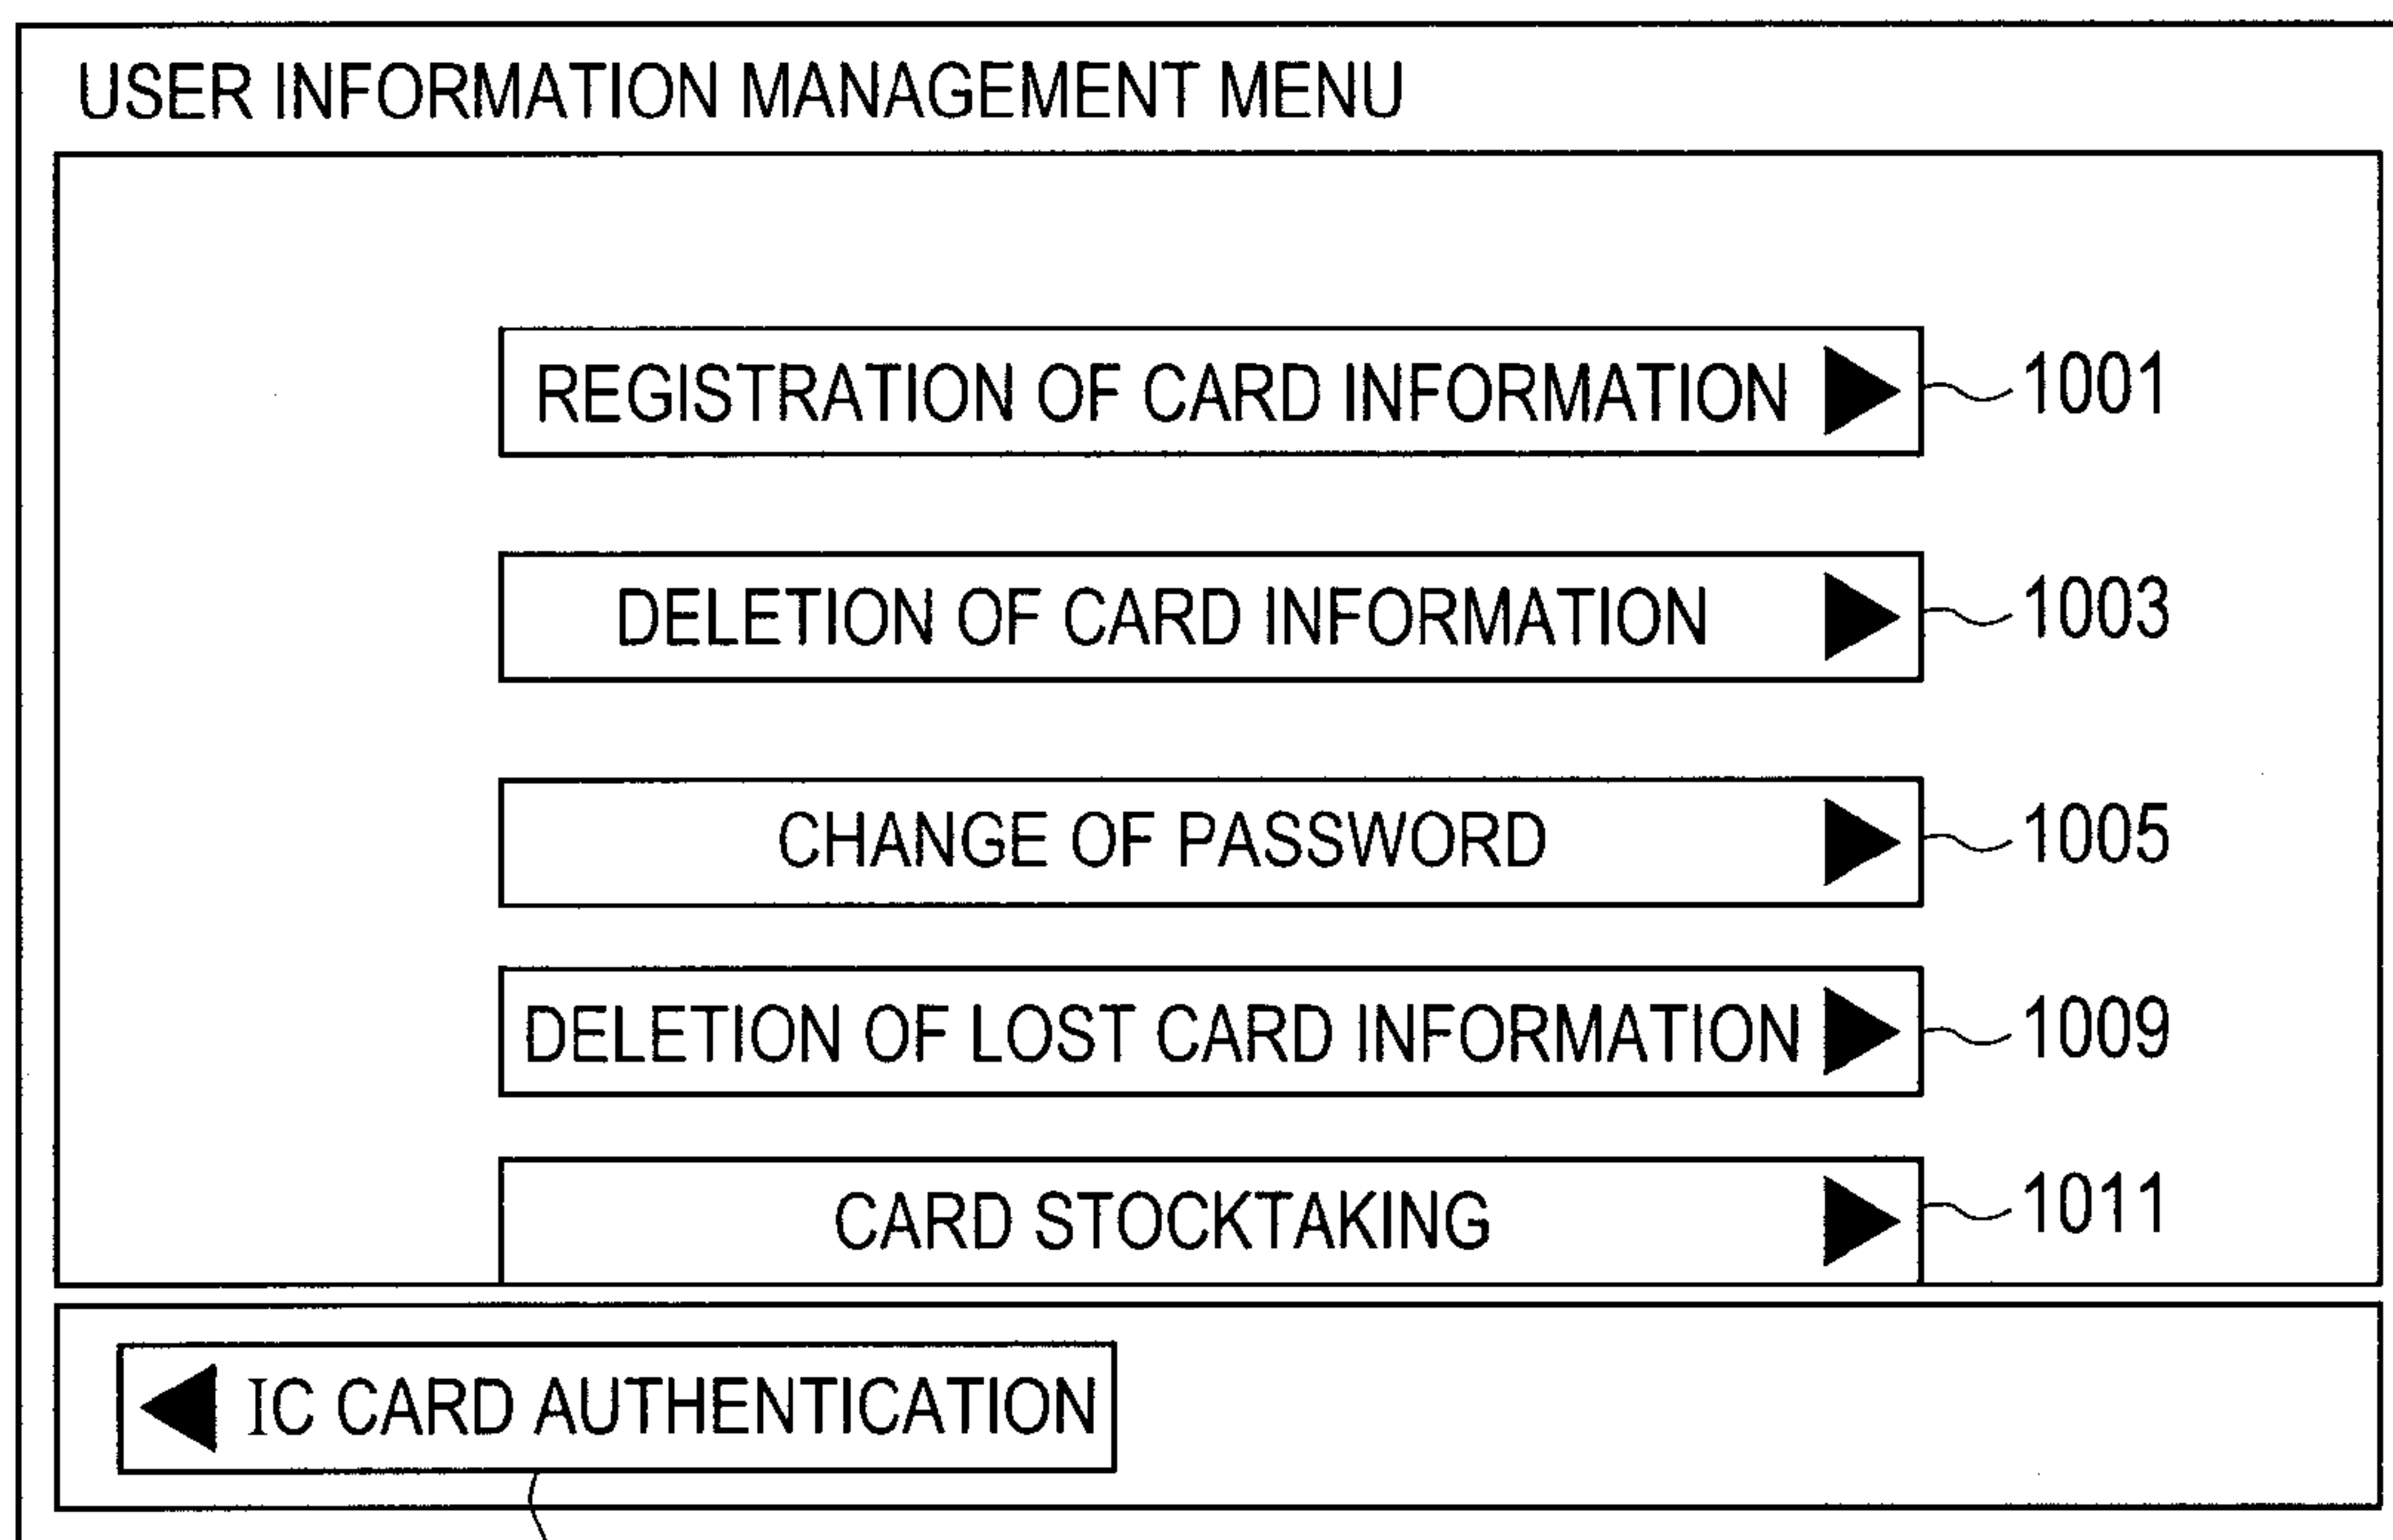 USER INFORMATION MANAGEMENT MENU
REGISTRATION OF CARD INFORMATION 1001
DELETION OF CARD INFORMATION 1003
CHANGE OF PASSWORD 1005
DELETION OF LOST CARD INFORMATION 1009
CARD STOCKTAKING 1011
IC CARD AUTHENTICATION